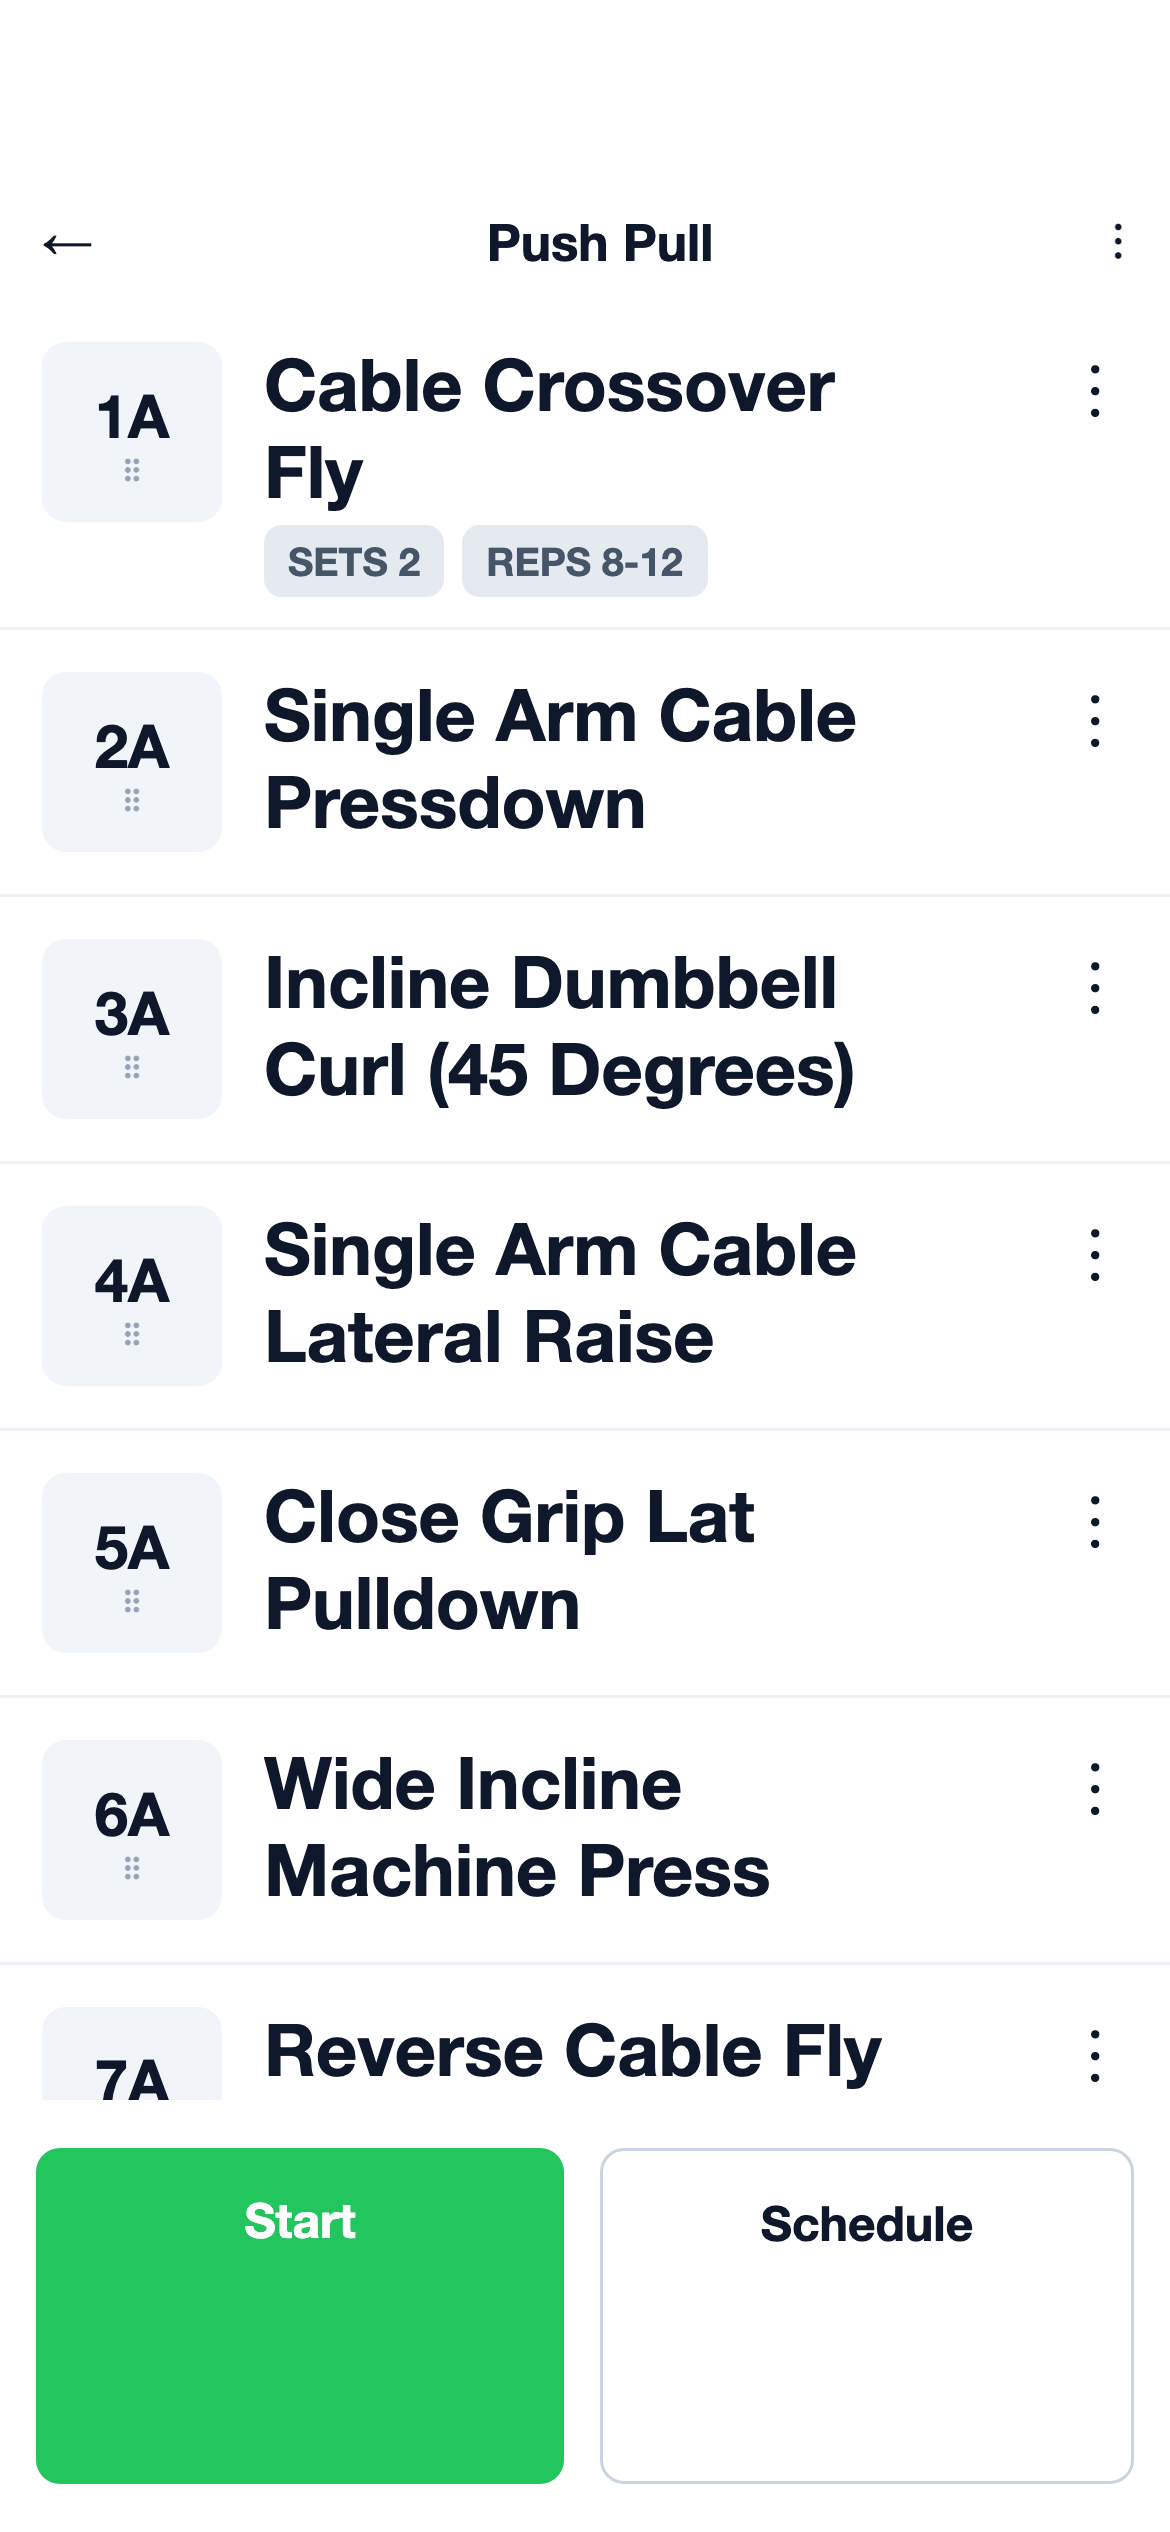 Push Pull
1A
Cable Crossover
Fly
SETS 2 REPS 8-12
2A
Single Arm Cable
Pressdown
3A
Incline Dumbbell
Curl (45 Degrees)
4A
Single Arm Cable
Lateral Raise
5A
Close Grip Lat
Pulldown
6A
Wide Incline
Machine Press
7A
Reverse Cable Fly
Start
Schedule